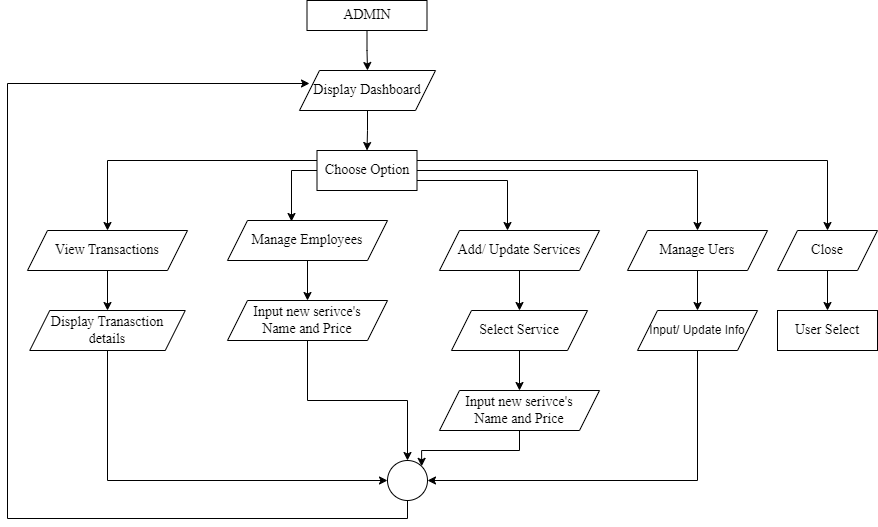 ADMIN
Display Dashboard
Choose Option
View Transactions
Manage Employees
Add/ Update Services
Manage Uers
Close
Display Tranasction
details
Input new serivce's
Name and Price
Select Service
Input/ Update Info
User Select
Input new serivce's
Name and Price